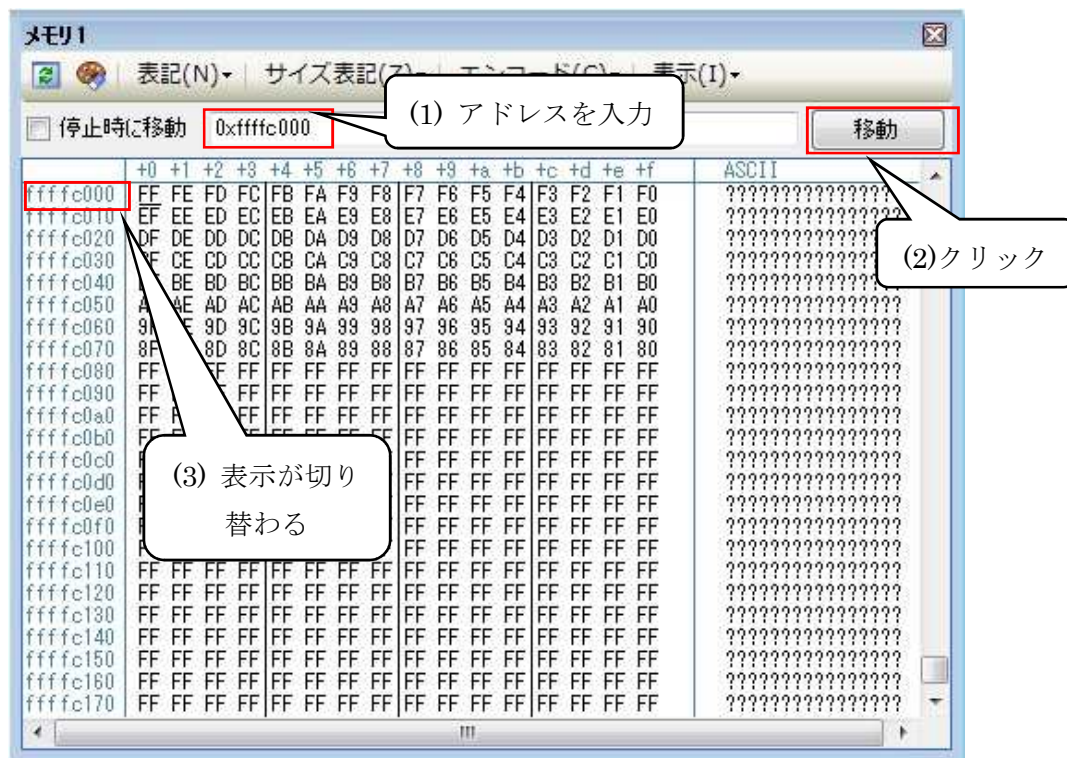 メモリ1
表記(N) サイズ表記( 表示(I)
(1) アドレスを入力
停止時に移動 0xffffc000 移動
+0 +1 +2 +3 +4 +5 +6 +7 +8 +9 +a +b +c +d +e +f ASCII
ffffc000 FF FE FD FC FB FA F9 F8 F7 F6 F5 F4 F3 F2 F1 F0 ????????????????
ffffc010 EF EE ED EC EB EA E9 E8 E7 E6 E5 E4 E3 E2 E1 E0 ????????????????
ffffc020 DF DE DD DC DB DA D9 D8 D7 D6 D5 D4 D3 D2 D1 D0 ????????????????
(2)クリック
ffffc030 CE CD CC CB CA C9 C8 C7 C6 C5 C4 C3 C2 C1 C0 ????????????????
ffffc040 BE BD BC BB BA B9 B8 B7 B6 B5 B4 B3 B2 B1 B0 ????????????????
ffffc050 AE AD AC AB AA A9 A8 A7 A6 A5 A4 A3 A2 A1 A0 ????????????????
ffffc060 9D 9C 9B 9A 99 98 97 96 95 94 93 92 91 90 ????????????????
ffffc070 8F 8D 8C 8B 8A 89 88 87 86 85 84 83 82 81 80 ????????????????
ffffc080 FF FF FF FF FF FF FF FF FF FF FF FF FF FF ????????????????
ffffc090 FF FF FF FF FF FF FF FF FF FF FF FF FF FF ????????????????
ffffc0a0 FF FF FF FF FF FF FF FF FF FF FF FF FF FF ????????????????
ffffc0b0 FF FF FF FF FF FF FF FF FF FF FF FF ????????????????
ffffc0c0 FF FF FF FF FF FF FF FF ????????????????
(3) 表示が切り
替わる
ffffc0d0 FF FF FF FF FF FF FF FF ????????????????
ffffc0e0 FF FF FF FF FF FF FF FF ????????????????
ffffc0f0 FF FF FF FF FF FF FF FF ????????????????
ffffc100 FF FF FF FF FF FF FF FF ????????????????
ffffc110 FF FF FF FF FF FF FF FF FF FF FF FF FF FF FF FF ????????????????
ffffc120 FF FF FF FF FF FF FF FF FF FF FF FF FF FF FF FF ????????????????
ffffc130 FF FF FF FF FF FF FF FF FF FF FF FF FF FF FF FF ????????????????
ffffc140 FF FF FF FF FF FF FF FF FF FF FF FF FF FF FF FF ????????????????
ffffc150 FF FF FF FF FF FF FF FF FF FF FF FF FF FF FF FF ????????????????
ffffc160 FF FF FF FF FF FF FF FF FF FF FF FF FF FF FF FF ????????????????
ffffc170 FF FF FF FF FF FF FF FF FF FF FF FF FF FF FF FF ????????????????